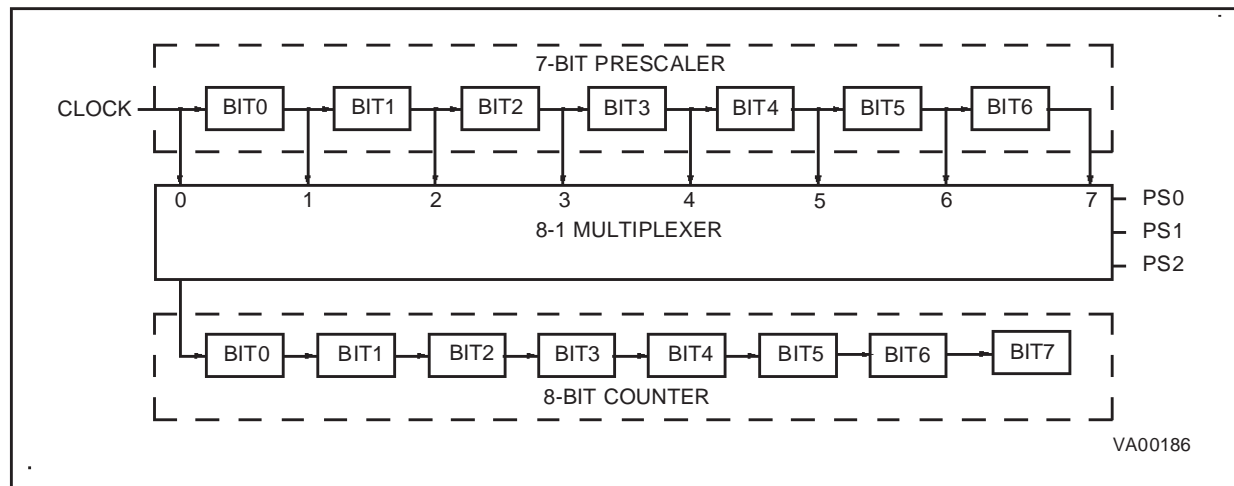 7-BIT PRESCALER
CLOCK BIT0 BIT1 BIT2 BIT3 BIT4 BIT5 BIT6
0 1 2 3 4 5 6 7 PS0
8-1 MULTIPLEXER PS1
PS2
BIT0 BIT1 BIT2 BIT3 BIT4 BIT5 BIT6 BIT7
8-BIT COUNTER
VA00186